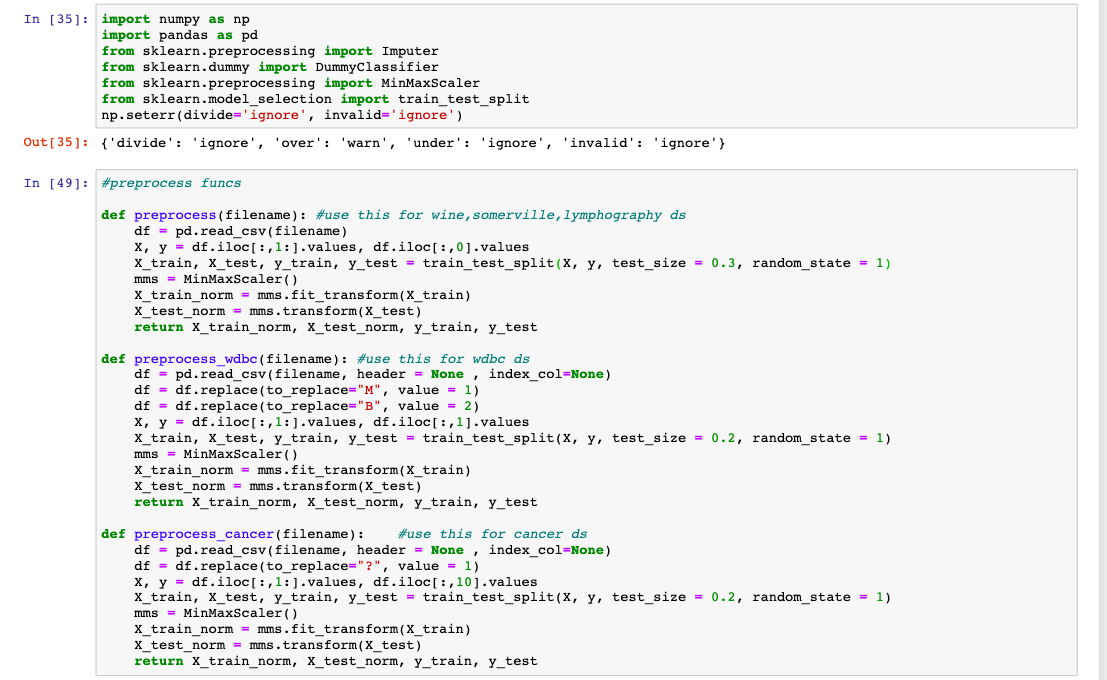 In [35]: import numpy as np
import pandas as pd
from sklearn.preprocessing import Imputer
from sklearn.dummy import DummyClassifier
from sklearn.preprocessing import MinMaxScaler
from sklearn.model_selection import train_test_split
np.seterr(divide='ignore', invalid='ignore')
Out[35]: {'divide': 'ignore', 'over': 'warn', 'under': 'ignore', 'invalid': 'ignore'}
In [49]: #preprocess funcs
def preprocess(filename): #use this for wine,somerville,lymphography ds
    df = pd.read_csv(filename)
    X, y = df.iloc[:,1:].values, df.iloc[:,0].values
    X_train, X_test, y_train, y_test = train_test_split(X, y, test_size = 0.3, random_state = 1)
    mms = MinMaxScaler()
    X_train_norm = mms.fit_transform(X_train)
    X_test_norm = mms.transform(X_test)
    return X_train_norm, X_test_norm, y_train, y_test
def preprocess_wdbc(filename): #use this for wdbc ds
    df = pd.read_csv(filename, header = None , index_col=None)
    df = df.replace(to_replace="M", value = 1)
    df = df.replace(to_replace="B", value = 2)
    X, y = df.iloc[:,1:].values, df.iloc[:,1].values
    X_train, X_test, y_train, y_test = train_test_split(X, y, test_size = 0.2, random_state = 1)
    mms = MinMaxScaler()
    X_train_norm = mms.fit_transform(X_train)
    X_test_norm = mms.transform(X_test)
    return X_train_norm, X_test_norm, y_train, y_test
def preprocess_cancer(filename):    #use this for cancer ds
    df = pd.read_csv(filename, header = None , index_col=None)
    df = df.replace(to_replace="?", value = 1)
    X, y = df.iloc[:,1:].values, df.iloc[:,10].values
    X_train, X_test, y_train, y_test = train_test_split(X, y, test_size = 0.2, random_state = 1)
    mms = MinMaxScaler()
    X_train_norm = mms.fit_transform(X_train)
    X_test_norm = mms.transform(X_test)
    return X_train_norm, X_test_norm, y_train, y_test